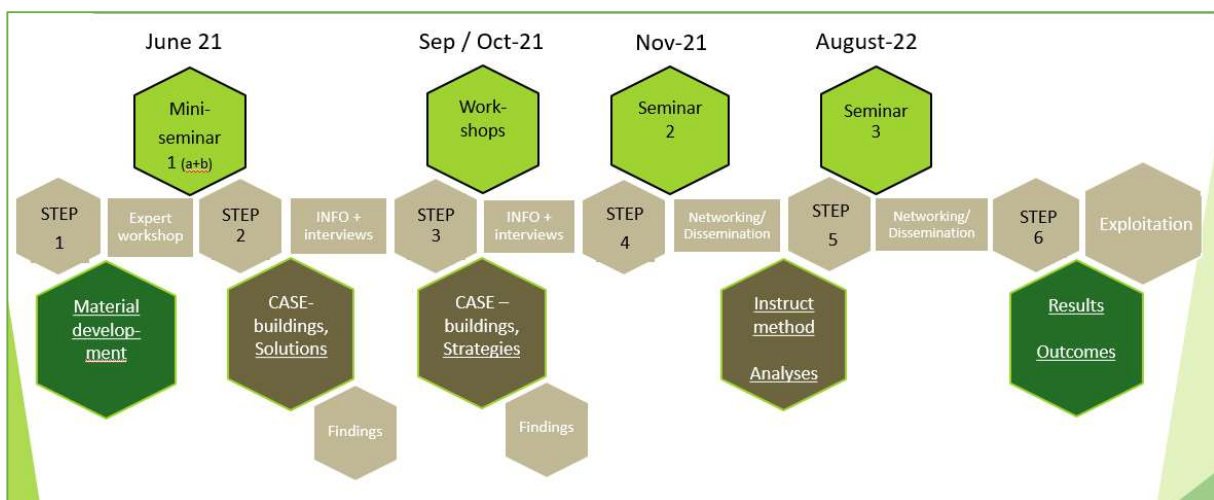 June 21
Sep / Oct-21
Nov-21
August-22
Mini-
seminar
1 (a+b)
Work-
shops
Seminar
2
Seminar
3
STEP
1
Expert
workshop
STEP
2
INFO +
interviews
STEP
3
INFO +
interviews
STEP
4
Networking/
Dissemination
STEP
5
Networking/
Dissemination
STEP
6
Exploitation
Material
develop-
ment
CASE-
buildings,
Solutions
CASE –
buildings,
Strategies
Instruct
method
Analyses
Results
Outcomes
Findings
Findings